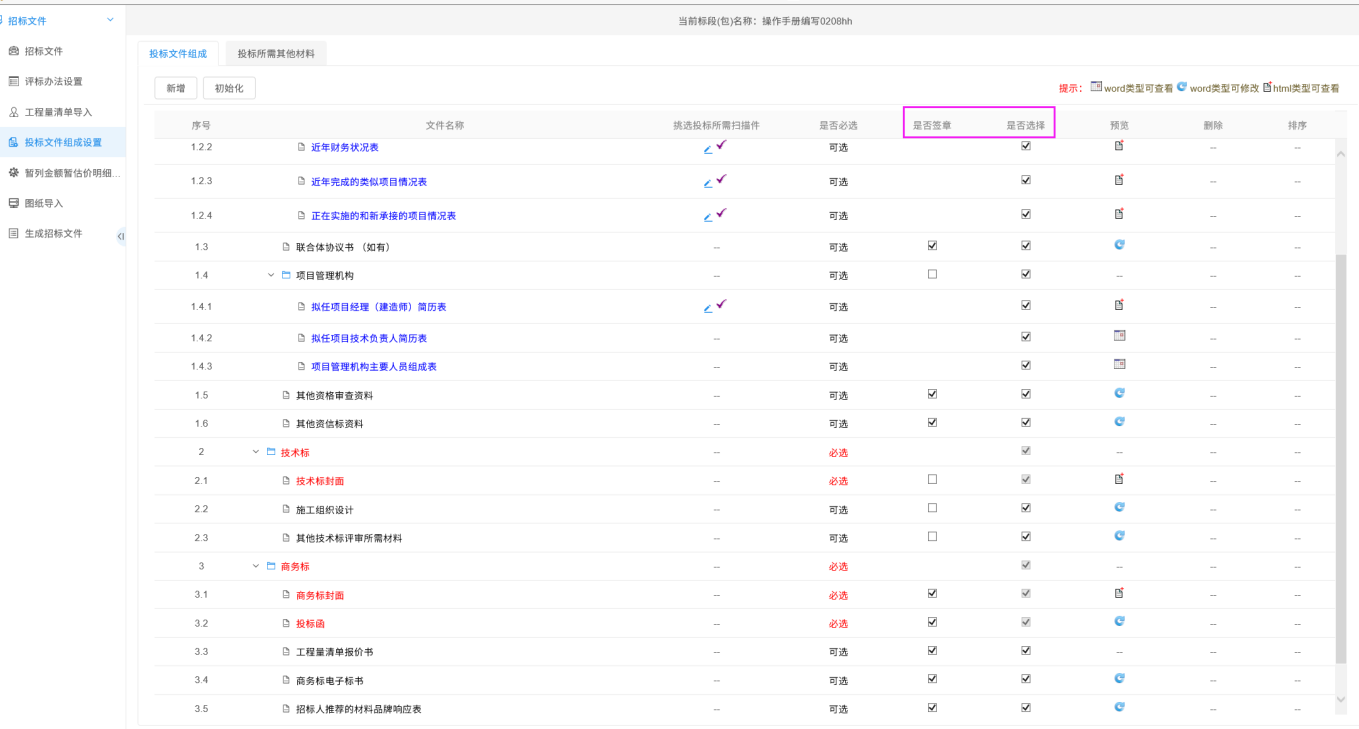 招标文件
当前标段(包)名称：操作手册编写0208hh
招标文件
评标办法设置
工程量清单导入
投标文件组成设置
暂列金额暂估价明细...
图纸导入
生成招标文件
投标文件组成 投标所需其他材料
新增 初始化
提示： word类型可查看 word类型可修改 html类型可查看
序号 文件名称 挑选投标所需扫描件 是否必选 是否签章 是否选择 预览 删除 排序
1.2.2 近年财务状况表 可选 -- --
1.2.3 近年完成的类似项目情况表 可选 -- --
1.2.4 正在实施的和新承接的项目情况表 可选 -- --
1.3 联合体协议书 （如有） -- 可选 -- --
1.4 项目管理机构 -- 可选 -- -- --
1.4.1 拟任项目经理（建造师）简历表 可选 -- --
1.4.2 拟任项目技术负责人简历表 -- 可选 -- --
1.4.3 项目管理机构主要人员组成表 -- 可选 -- --
1.5 其他资格审查资料 -- 可选 -- --
1.6 其他资信标资料 -- 可选 -- --
2 技术标 -- 必选 -- -- --
2.1 技术标封面 -- 必选 -- --
2.2 施工组织设计 -- 可选 -- --
2.3 其他技术标评审所需材料 -- 可选 -- --
3 商务标 -- 必选 -- -- --
3.1 商务标封面 -- 必选 -- --
3.2 投标函 -- 必选 -- --
3.3 工程量清单报价书 -- 可选 -- -- --
3.4 商务标电子标书 -- 可选 -- --
3.5 招标人推荐的材料品牌响应表 -- 可选 -- --